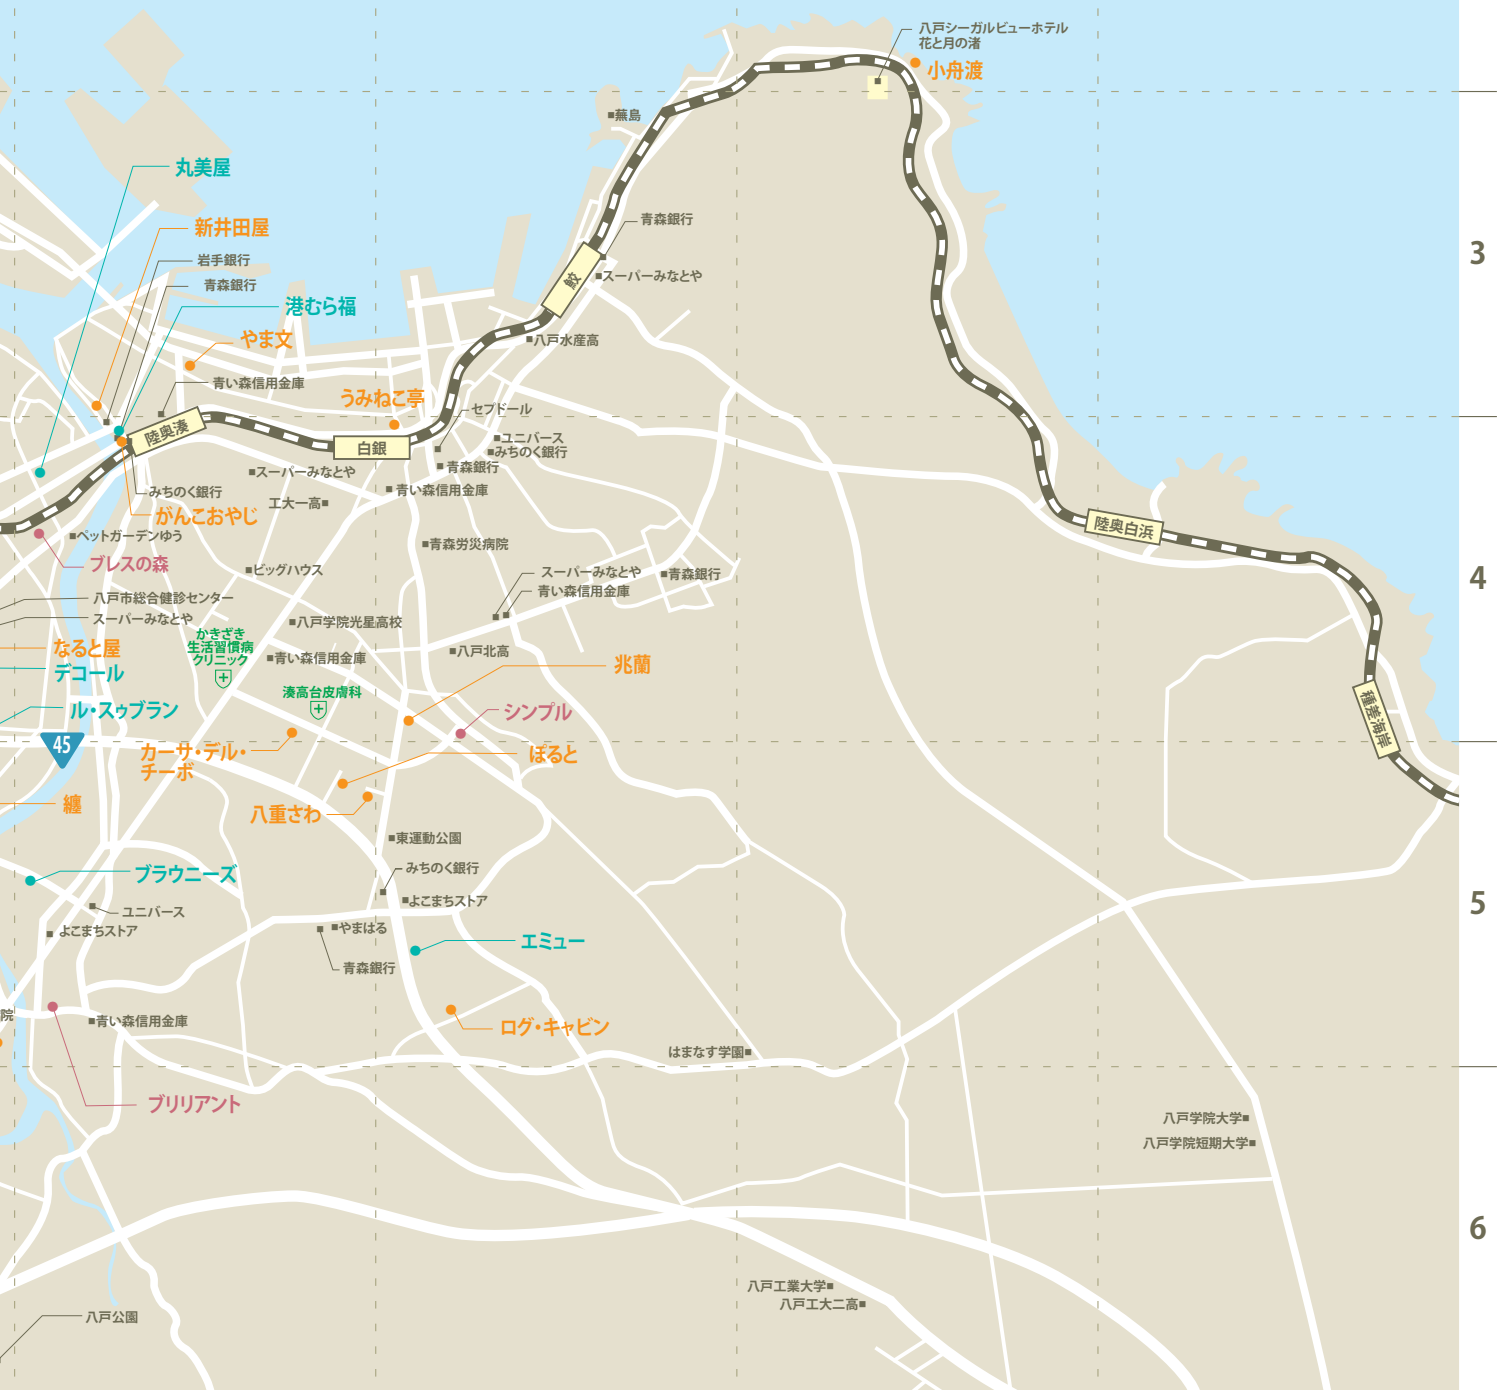 八戸シーガルビューホテル
花と月の渚
小舟渡
■蕪島
丸美屋
青森銀行
新井田屋
3
岩手銀行
鮫
■スーパーみなとや
青森銀行
港むら福
やま文
■八戸水産高
青い森信用金庫
うみねこ亭
セブドール
陸奥湊
白銀
■ユニバース
■みちのく銀行
■青森銀行
■スーパーみなとや
みちのく銀行
■青い森信用金庫
工大一高■
がんこおやじ
陸奥白浜
■ペットガーデンゆう
■青森労災病院
ブレスの森
■ビッグハウス
スーパーみなとや
■青森銀行
4
青い森信用金庫
八戸市総合健診センター
スーパーみなとや
■八戸学院光星高校
かきざき
生活習慣病
クリニック
なると屋
■八戸北高
■青い森信用金庫
兆蘭
デコール
湊高台皮膚科
ル・スゥブラン
シンプル
種差海岸
45
カーサ・デル・
チーボ
ぽると
纏
八重さわ
■東運動公園
みちのく銀行
ブラウニーズ
■よこまちストア
5
ユニバース
■やまはる
よこまちストア
エミュー
青森銀行
院
■青い森信用金庫
ログ・キャビン
はまなす学園■
ブリリアント
八戸学院大学■
八戸学院短期大学■
6
八戸工業大学■
八戸工大二高■
八戸公園